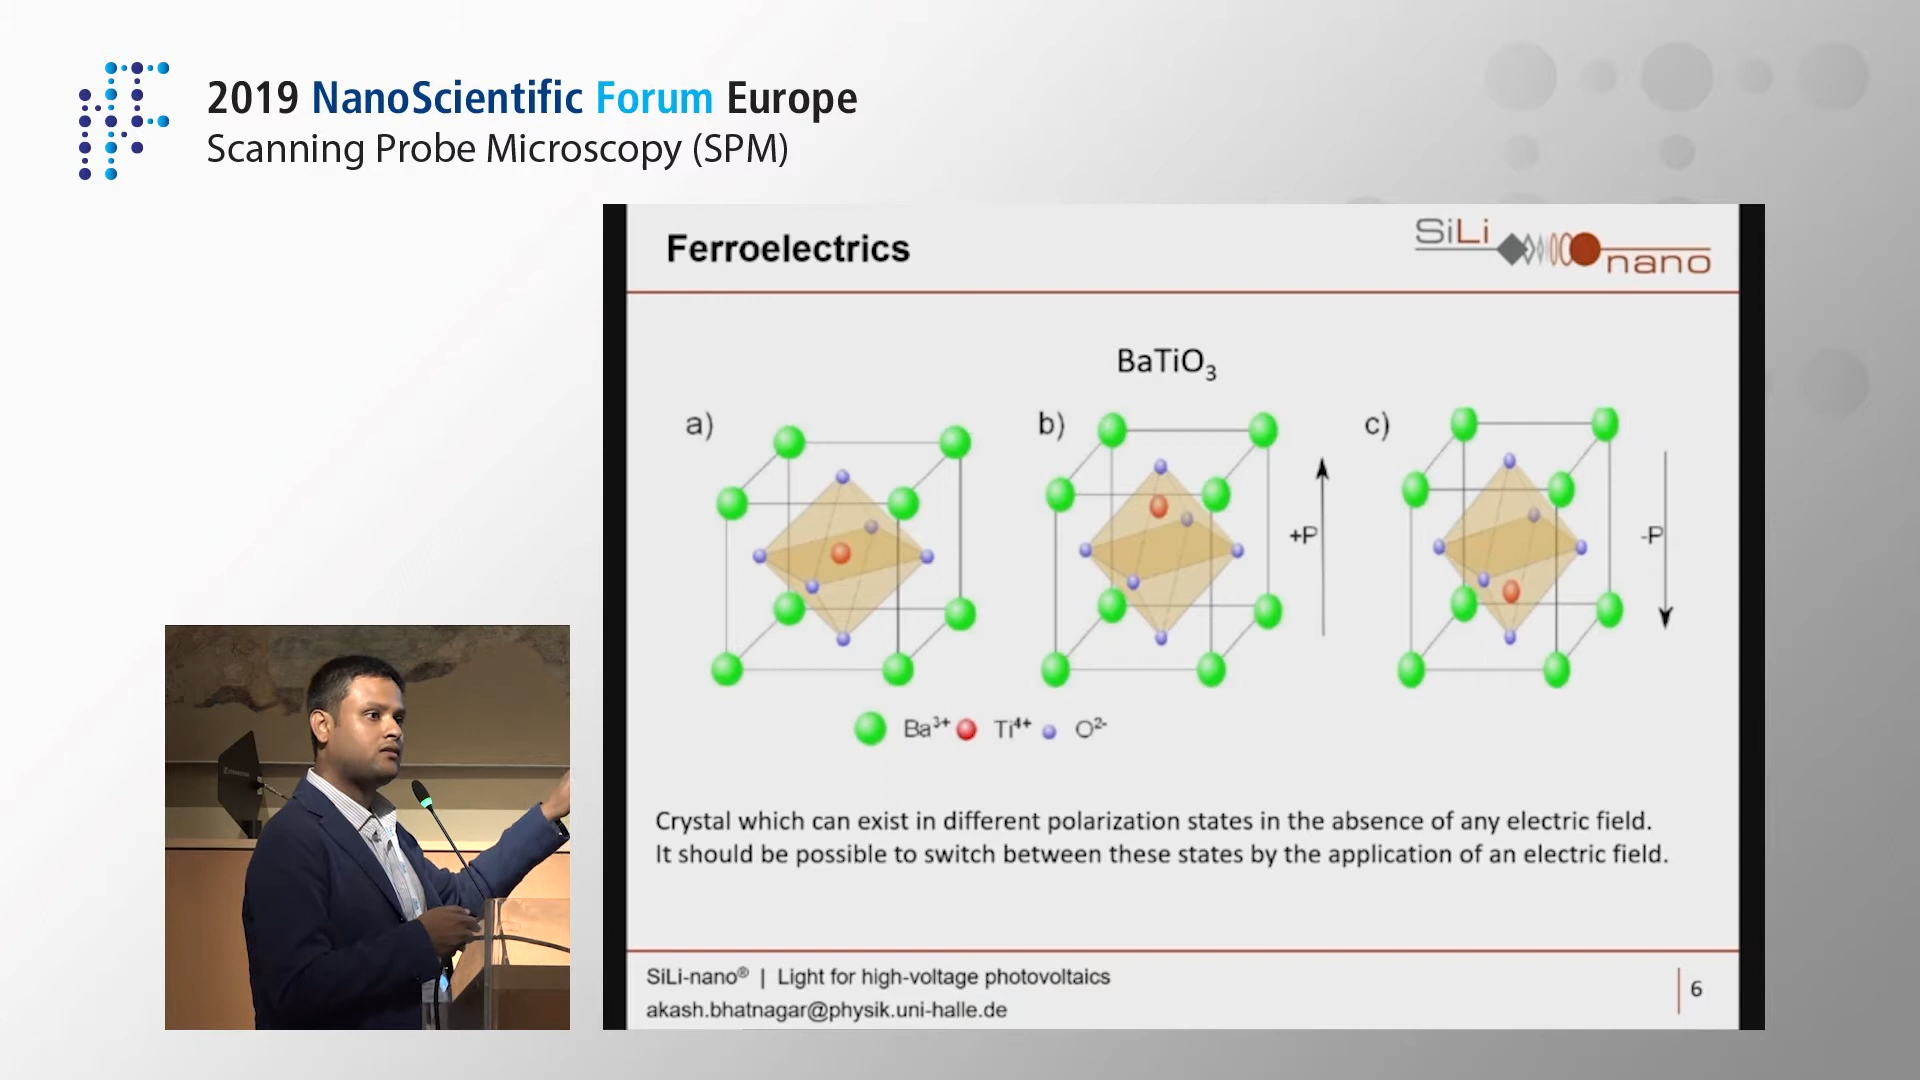 2019 NanoScientific Forum Europe
Scanning Probe Microscopy (SPM)
Ferroelectrics
SiLi
nano
BaTiO₃
a)
b)
c)
+P
-P
Ba³⁺ Ti⁴⁺ O²⁻
Crystal which can exist in different polarization states in the absence of any electric field.
It should be possible to switch between these states by the application of an electric field.
SiLi-nano® | Light for high-voltage photovoltaics
akash.bhatnagar@physik.uni-halle.de
6